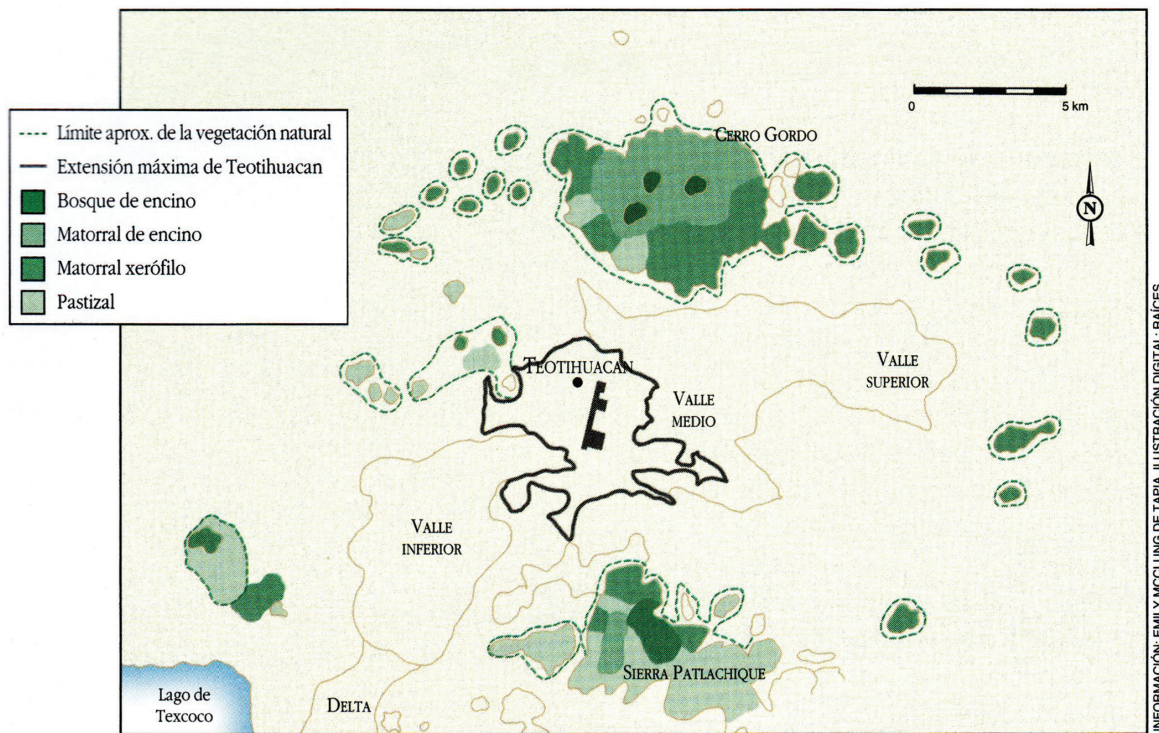 Límite aprox. de la vegetación natural
Extensión máxima de Teotihuacan
Bosque de encino
Matorral de encino
Matorral xerófilo
Pastizal
0 5 km
CERRO GORDO
N
TEOTIHUACAN
VALLE
SUPERIOR
VALLE
MEDIO
VALLE
INFERIOR
SIERRA PATLACHIQUE
Lago de
Texcoco
DELTA
INFORMACIÓN: EMILY MCCLUNG DE TAPIA. ILUSTRACIÓN DIGITAL: RAÍCES